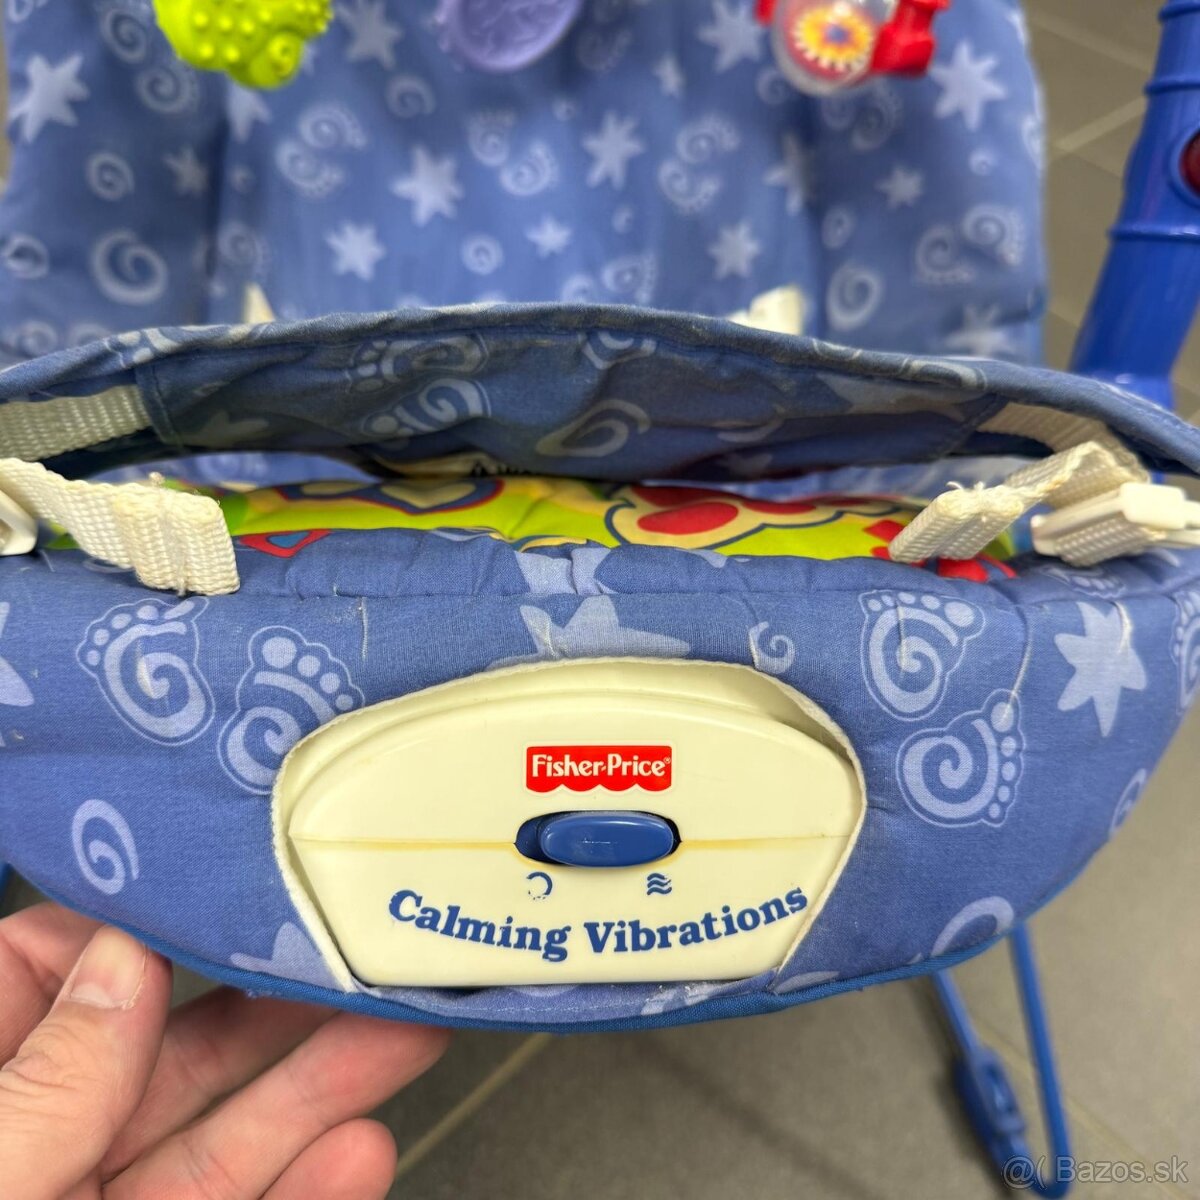 Fisher-Price®
Calming Vibrations
@( Bazos.sk